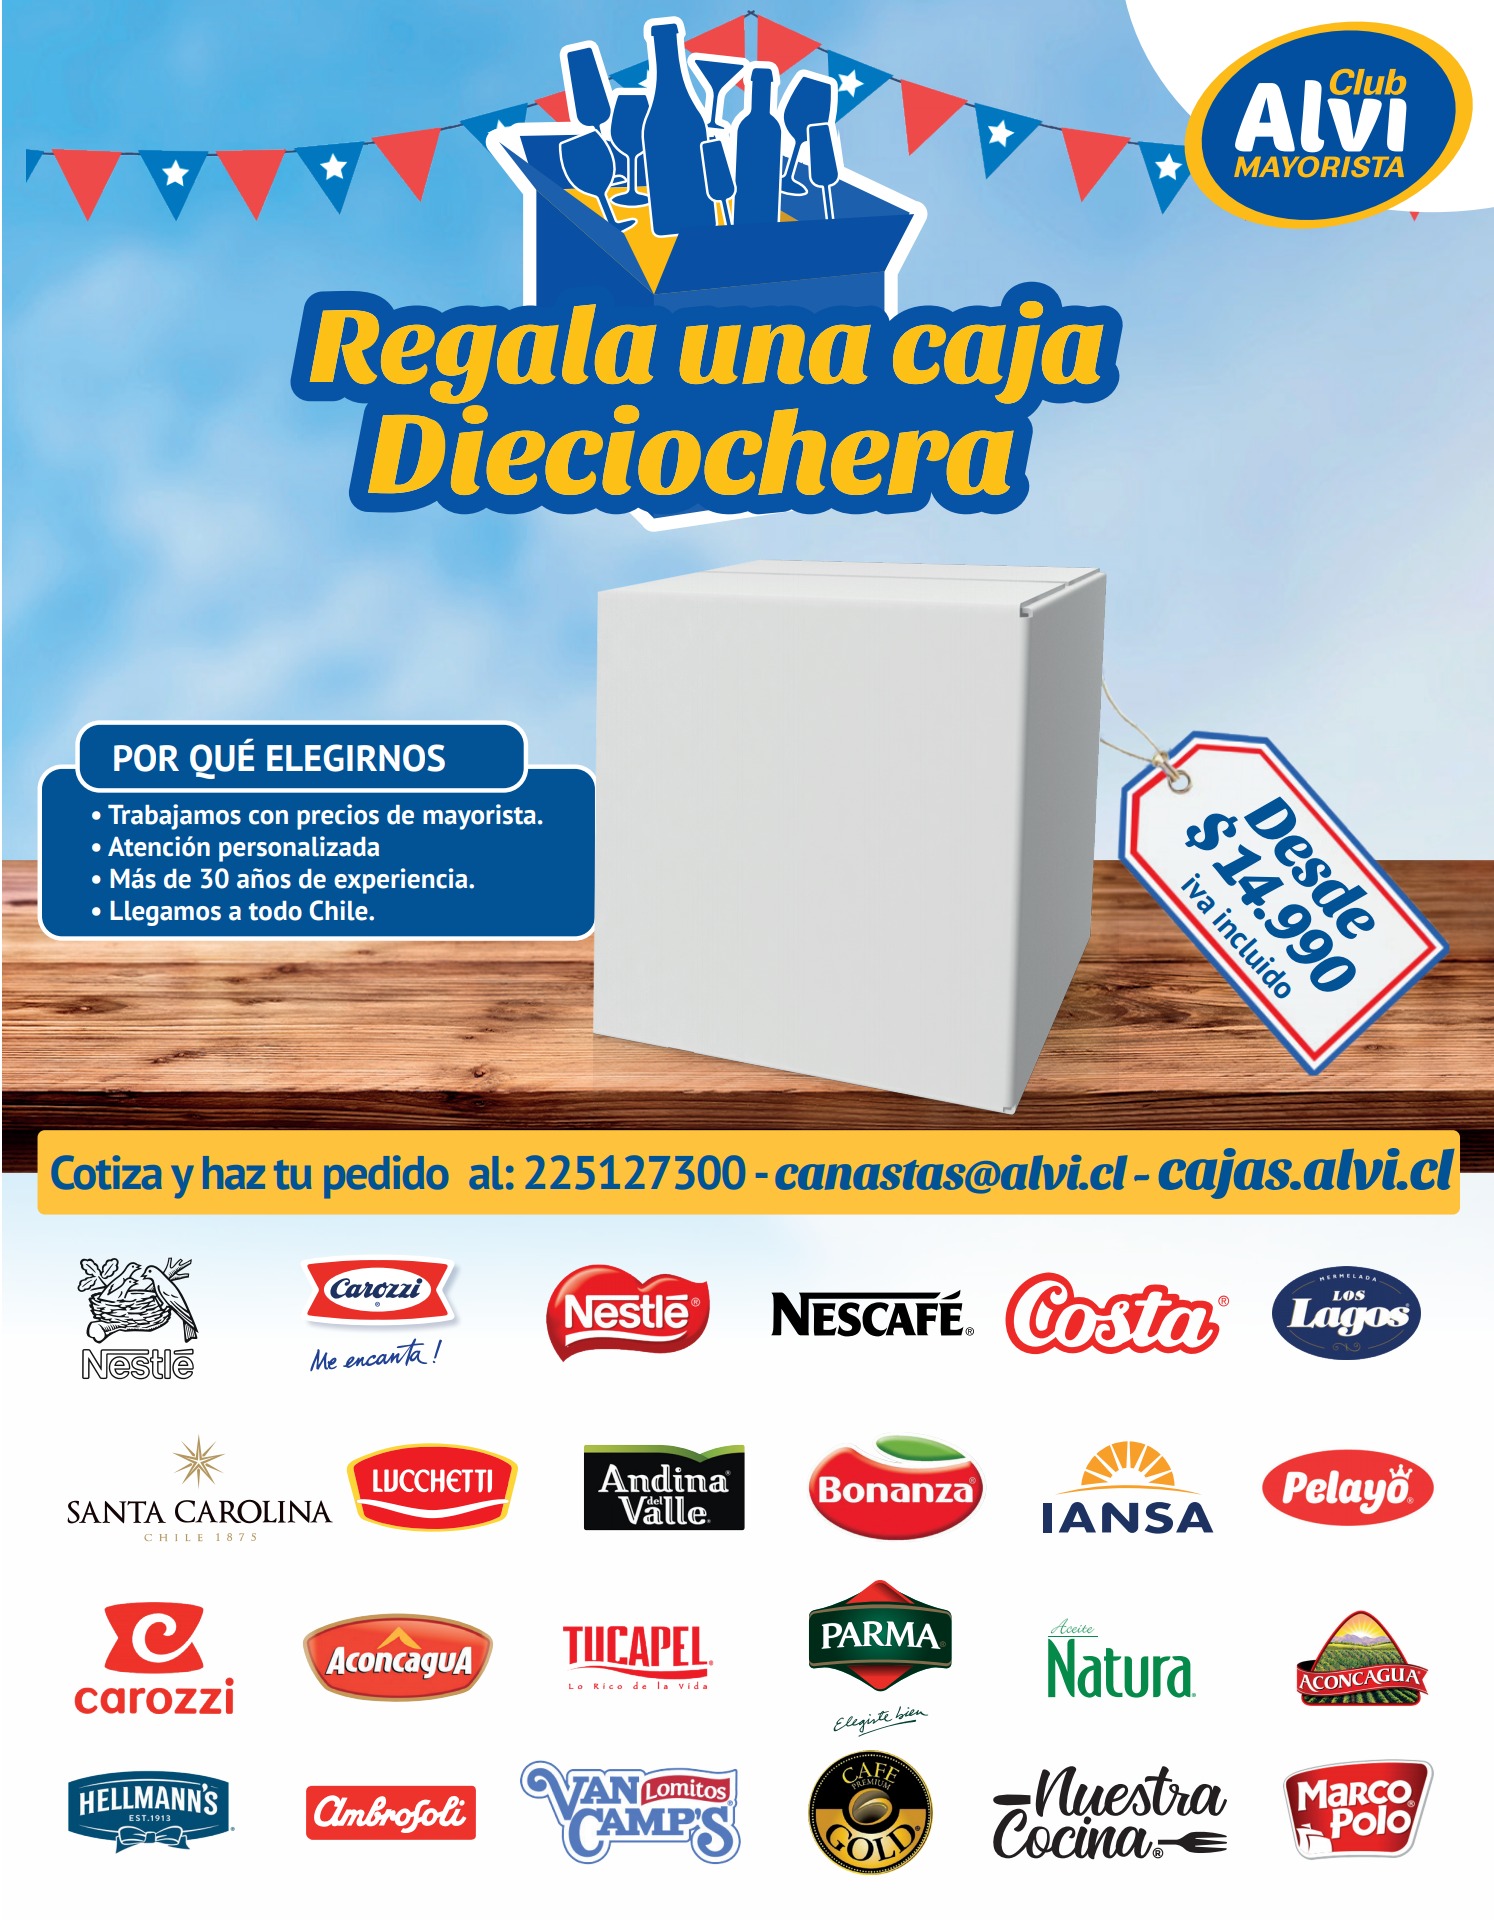 Club
Alvi
MAYORISTA
Regala una caja
Dieciochera
POR QUÉ ELEGIRNOS
• Trabajamos con precios de mayorista.
• Atención personalizada
• Más de 30 años de experiencia.
• Llegamos a todo Chile.
Desde
$14.990
iva incluido
Cotiza y haz tu pedido al: 225127300 - canastas@alvi.cl - cajas.alvi.cl
Nestlé
Carozzi
®
Me encanta!
Nestlé®
NESCAFÉ®
Costa®
MERMELADA
LOS
Lagos
SANTA CAROLINA
CHILE 1875
LUCCHETTI
Andina
del
Valle
Bonanza
IANSA
Pelayo
carozzi
AconcaguA
TUCAPEL
Lo Rico de la Vida
PARMA
Elegiste bien
Aceite
Natura
ACONCAGUA
HELLMANN'S
EST.1913
Ambrosoli
VAN Lomitos
CAMP'S
CAFE
PREMIUM
GOLD
Nuestra
Cocina®
MARCO
POLO